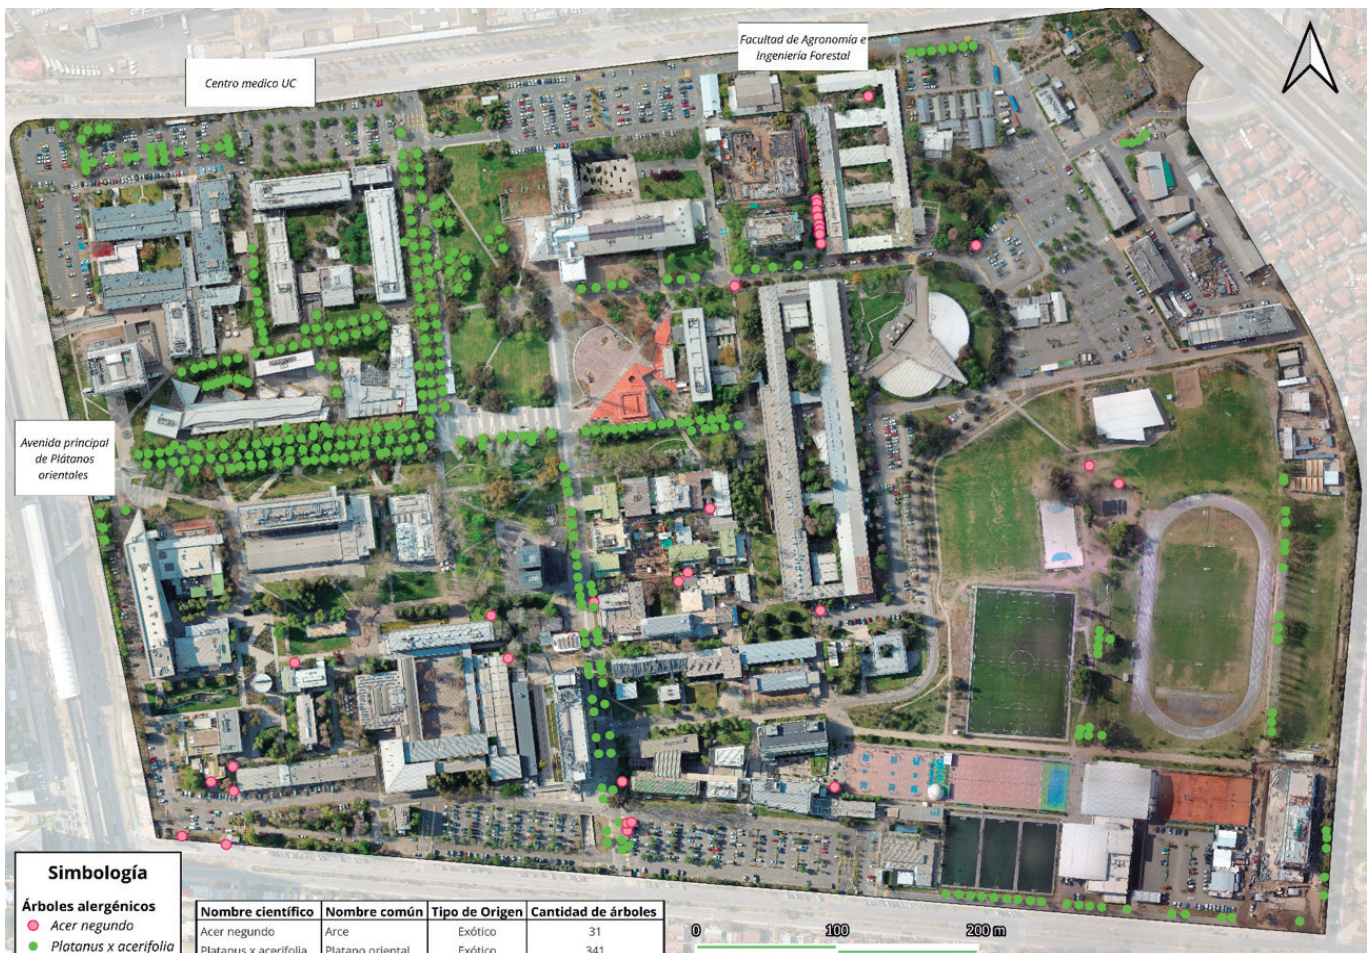 Facultad de Agronomía e
Ingeniería Forestal
Centro medico UC
Avenida principal
de Plátanos
orientales
Simbología
Árboles alergénicos
Acer negundo
Platanus x acerifolia
Nombre científico Nombre común Tipo de Origen Cantidad de árboles
Acer negundo Arce Exótico 31
Platanus x acerifolia Platano oriental Exótico 341
0 100 200 m